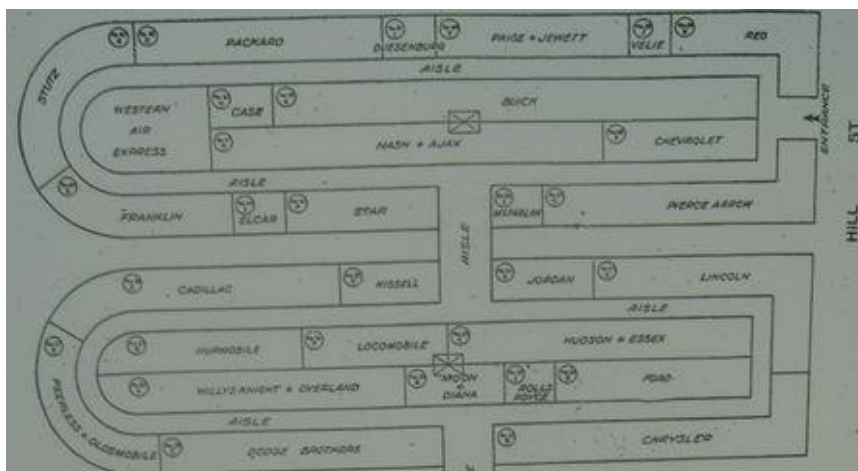 PACKARD
DUESENBURG
PAIGE & JEWETT
VELIE
REO
STUTZ
AISLE
WESTERN
AIR
EXPRESS
CASE
BUICK
NASH & AJAX
CHEVROLET
ENTRANCE
HILL ST
AISLE
FRANKLIN
ELCAR
STAR
AISLE
McFARLAN
PIERCE ARROW
CADILLAC
KISSELL
JORDAN
LINCOLN
AISLE
HUPMOBILE
LOCOMOBILE
HUDSON & ESSEX
WILLYS KNIGHT & OVERLAND
MOON
&
DIANA
ROLLS
ROYCE
FORD
PEERLESS & OLDSMOBILE
AISLE
DODGE BROTHERS
CHRYSLER